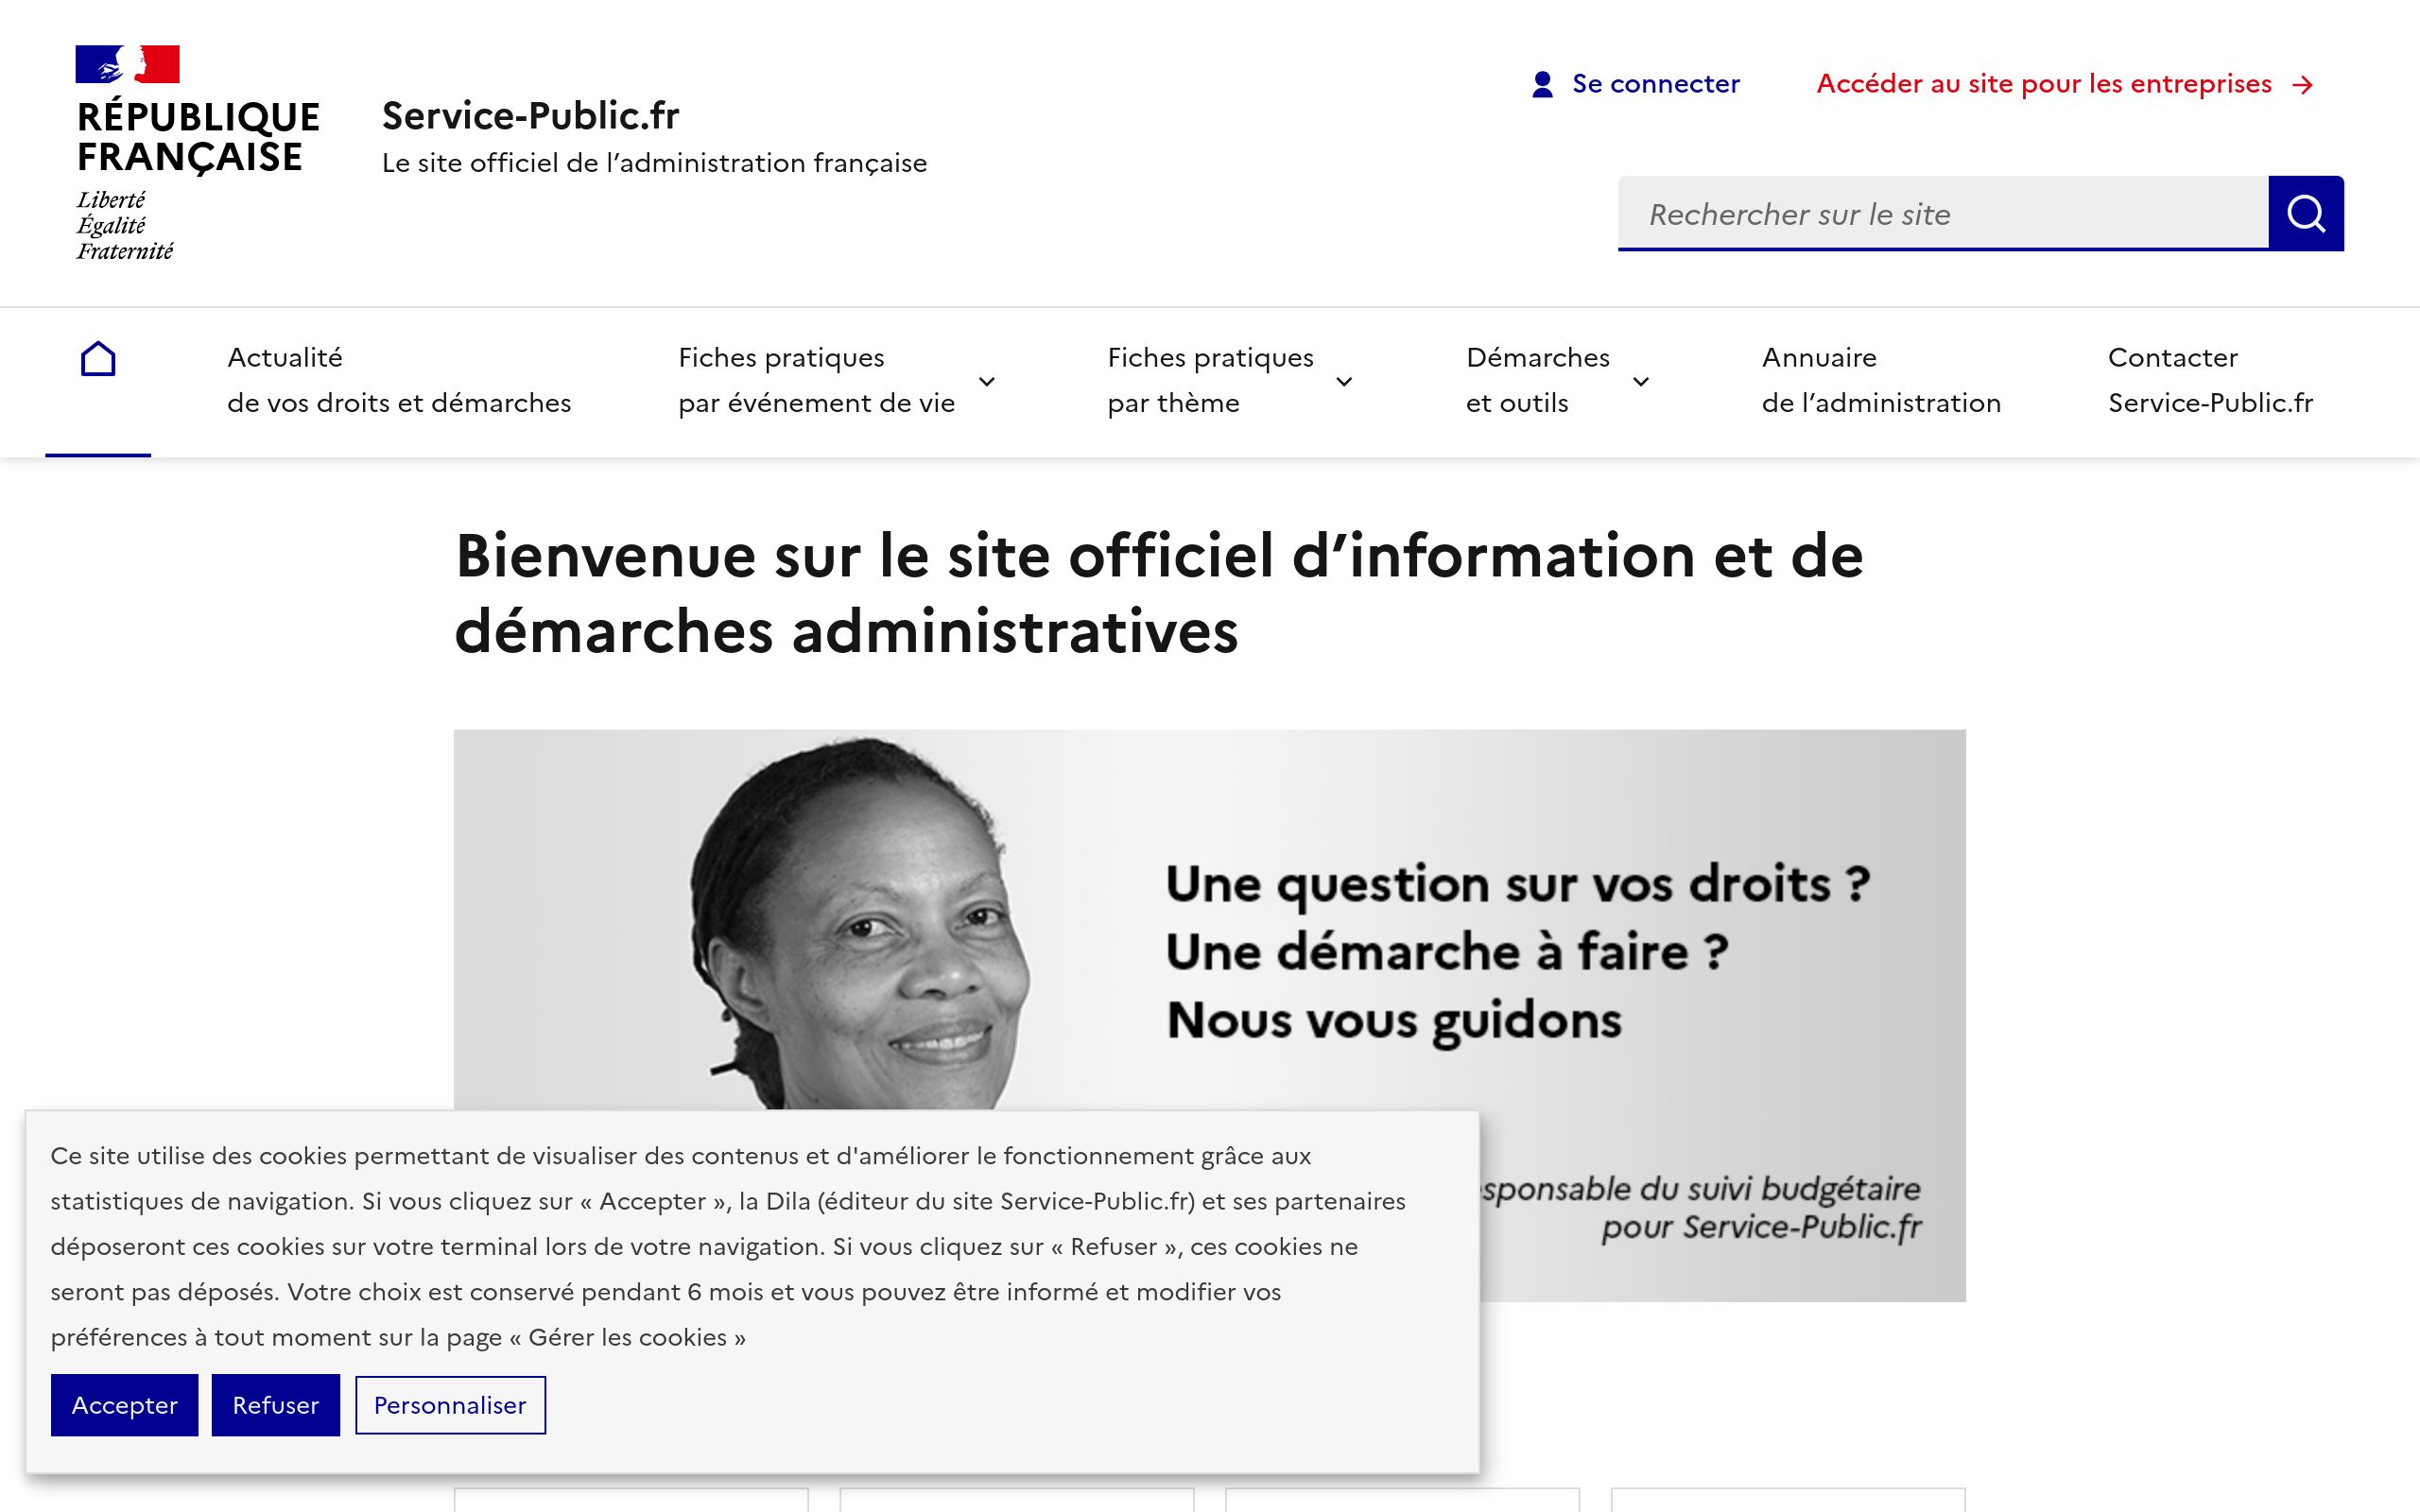 RÉPUBLIQUE
FRANÇAISE
Liberté
Égalité
Fraternité
Service-Public.fr
Le site officiel de l’administration française
Se connecter
Accéder au site pour les entreprises
Rechercher sur le site
Actualité
de vos droits et démarches
Fiches pratiques
par événement de vie
Fiches pratiques
par thème
Démarches
et outils
Annuaire
de l’administration
Contacter
Service-Public.fr
Bienvenue sur le site officiel d’information et de
démarches administratives
Une question sur vos droits ?
Une démarche à faire ?
Nous vous guidons
du suivi budgétaire
pour Service-Public.fr
Ce site utilise des cookies permettant de visualiser des contenus et d'améliorer le fonctionnement grâce aux
statistiques de navigation. Si vous cliquez sur « Accepter », la Dila (éditeur du site Service-Public.fr) et ses partenaires
déposeront ces cookies sur votre terminal lors de votre navigation. Si vous cliquez sur « Refuser », ces cookies ne
seront pas déposés. Votre choix est conservé pendant 6 mois et vous pouvez être informé et modifier vos
préférences à tout moment sur la page « Gérer les cookies »
Accepter
Refuser
Personnaliser